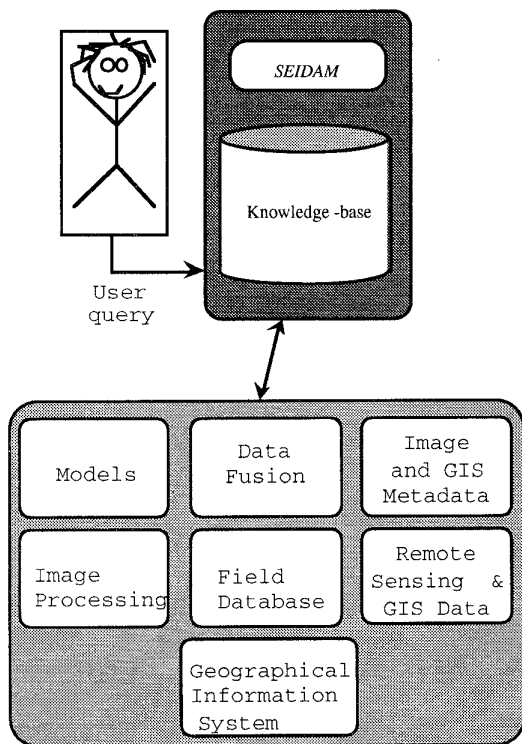 SEIDAM
Knowledge -base
User
query
Models
Data
Fusion
Image
and GIS
Metadata
Image
Processing
Field
Database
Remote
Sensing &
GIS Data
Geographical
Information
System